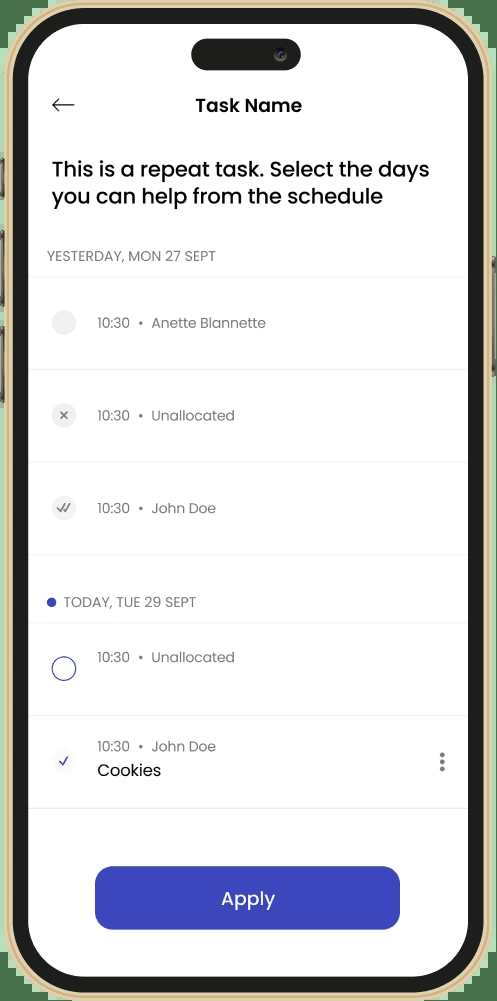 Task Name
This is a repeat task. Select the days
you can help from the schedule
YESTERDAY, MON 27 SEPT
10:30 • Anette Blannette
10:30 • Unallocated
10:30 • John Doe
TODAY, TUE 29 SEPT
10:30 • Unallocated
10:30 • John Doe
Cookies
Apply